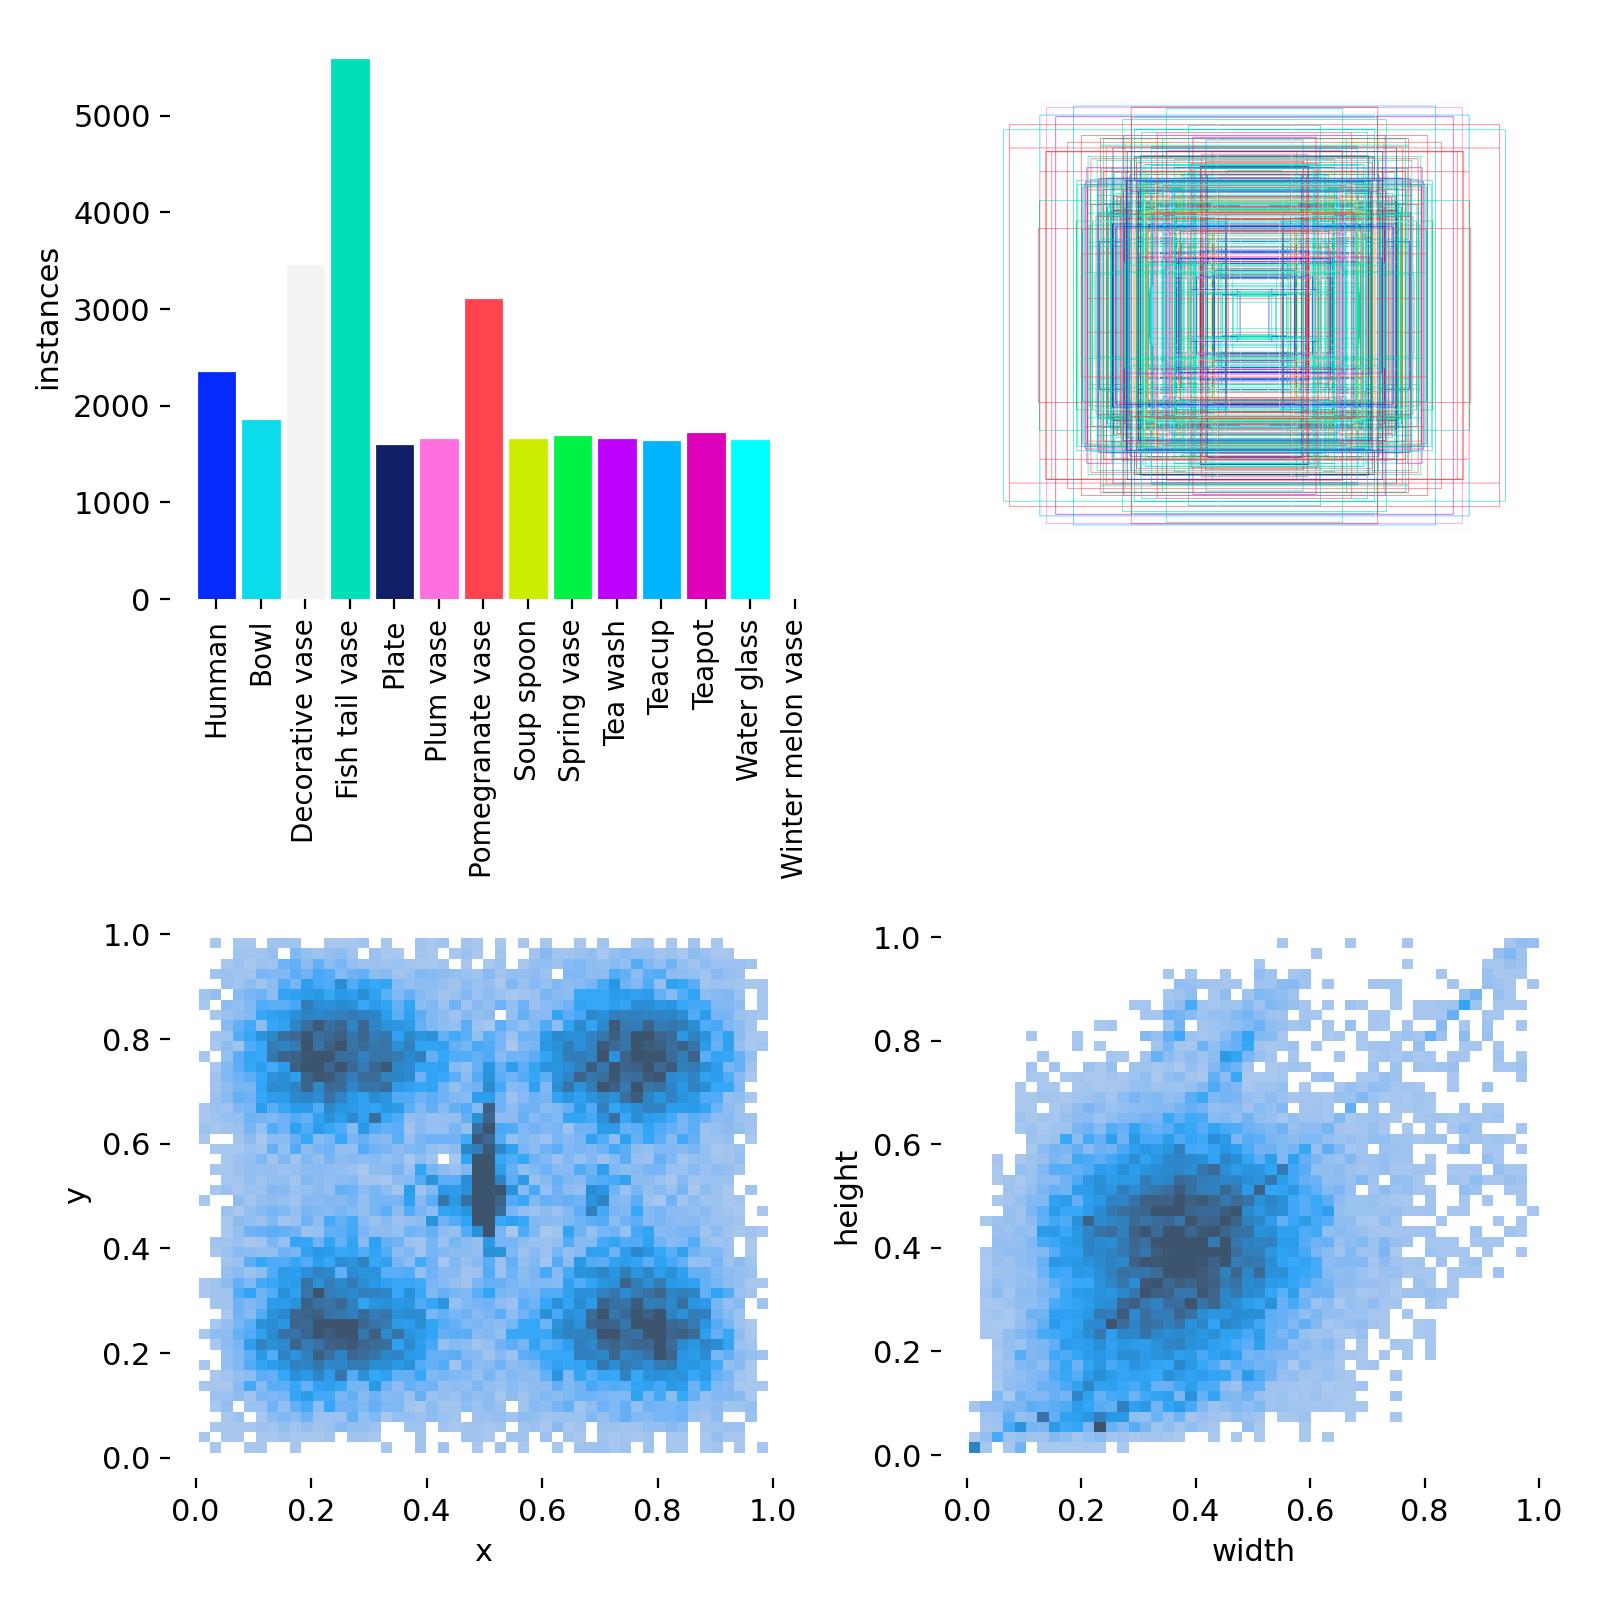 5000
4000
3000
2000
1000
0
instances
Hunman
Bowl
Decorative vase
Fish tail vase
Plate
Plum vase
Pomegranate vase
Soup spoon
Spring vase
Tea wash
Teacup
Teapot
Water glass
Winter melon vase
1.0
0.8
0.6
0.4
0.2
0.0
y
0.0 0.2 0.4 0.6 0.8 1.0
x
1.0
0.8
0.6
0.4
0.2
0.0
height
0.0 0.2 0.4 0.6 0.8 1.0
width